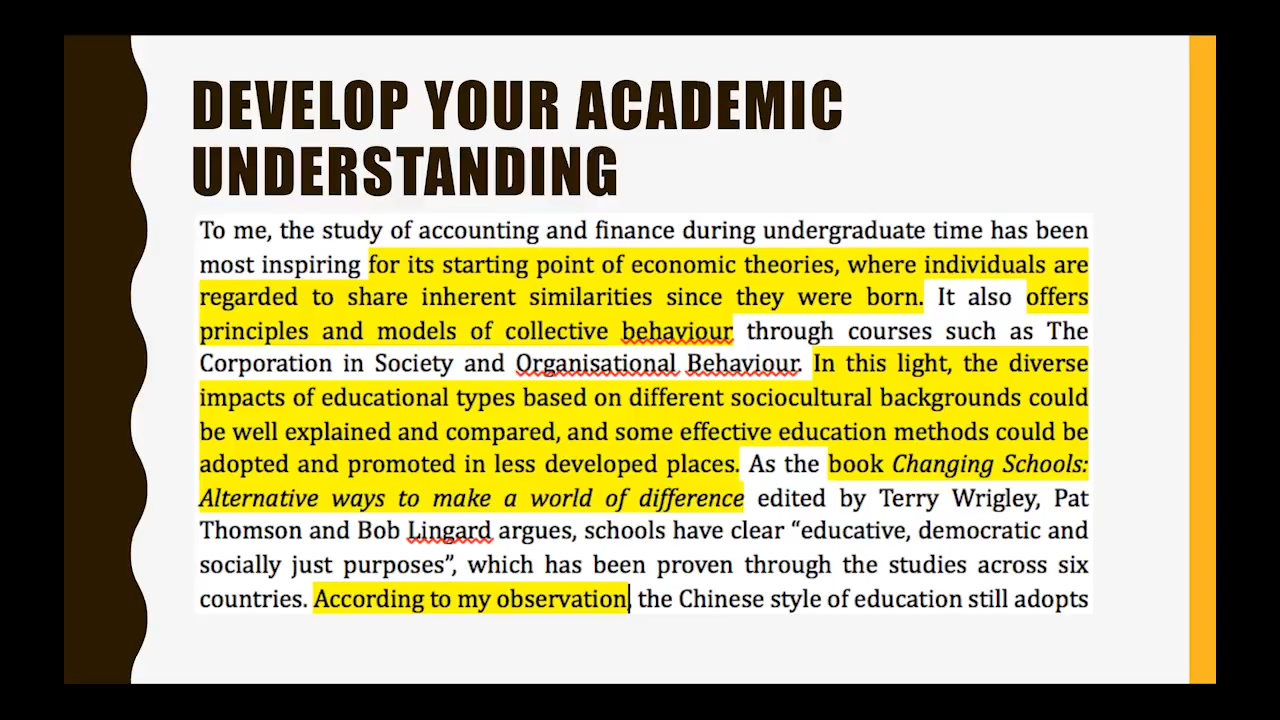 DEVELOP YOUR ACADEMIC
UNDERSTANDING
To me, the study of accounting and finance during undergraduate time has been
most inspiring for its starting point of economic theories, where individuals are
regarded to share inherent similarities since they were born. It also offers
principles and models of collective behaviour through courses such as The
Corporation in Society and Organisational Behaviour. In this light, the diverse
impacts of educational types based on different sociocultural backgrounds could
be well explained and compared, and some effective education methods could be
adopted and promoted in less developed places. As the book Changing Schools:
Alternative ways to make a world of difference edited by Terry Wrigley, Pat
Thomson and Bob Lingard argues, schools have clear “educative, democratic and
socially just purposes”, which has been proven through the studies across six
countries. According to my observation, the Chinese style of education still adopts